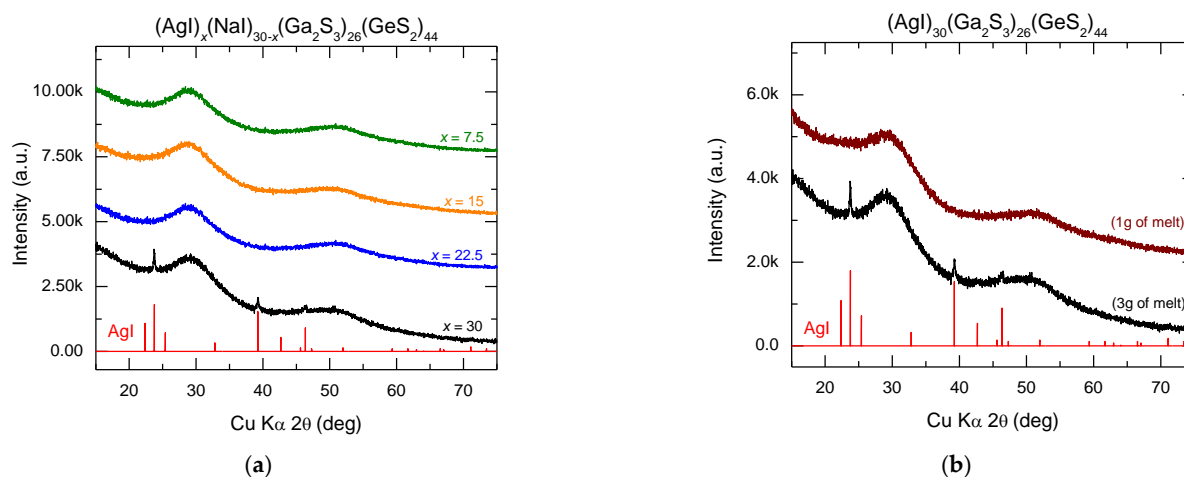 (AgI)x(NaI)30-x(Ga2S3)26(GeS2)44
10.00k
7.50k
5.00k
2.50k
0.00
Intensity (a.u.)
x = 7.5
x = 15
x = 22.5
x = 30
AgI
20 30 40 50 60 70
Cu Kα 2θ (deg)
(a)
(AgI)30(Ga2S3)26(GeS2)44
6.0k
4.0k
2.0k
0.0
Intensity (a.u.)
(1g of melt)
(3g of melt)
AgI
20 30 40 50 60 70
Cu Kα 2θ (deg)
(b)